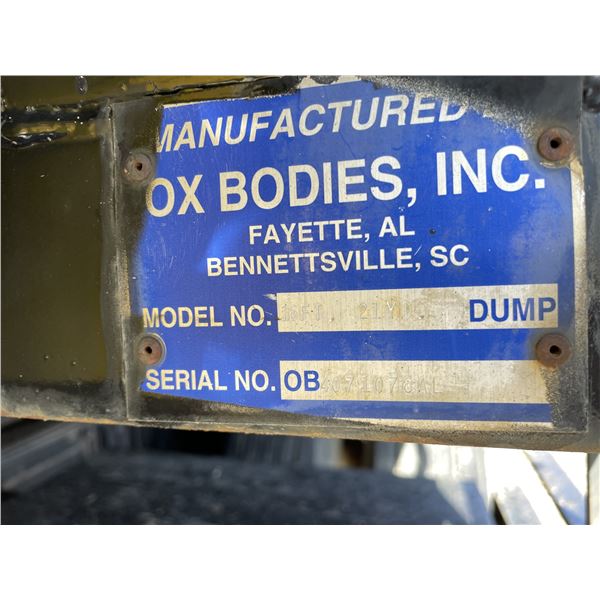 MANUFACTURED
OX BODIES, INC.
FAYETTE, AL
BENNETTSVILLE, SC
MODEL NO. DUMP
SERIAL NO. OB